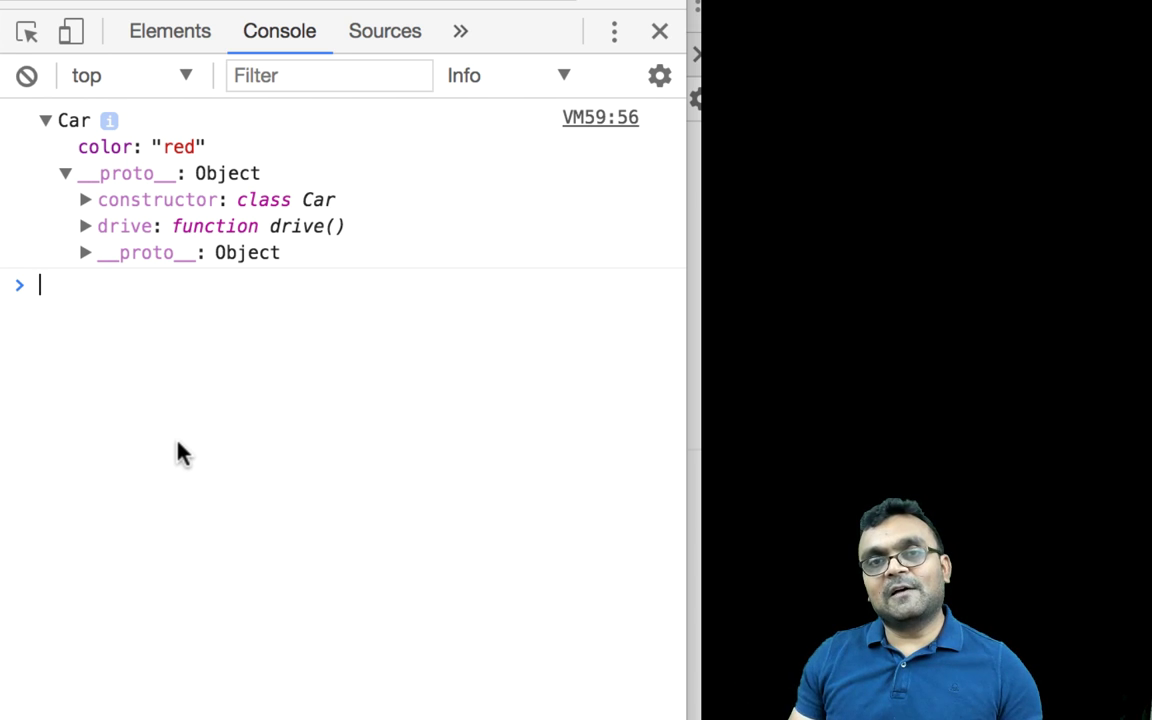 Elements Console Sources »
top Filter Info
Car i VM59:56
color: "red"
__proto__: Object
constructor: class Car
drive: function drive()
__proto__: Object
>